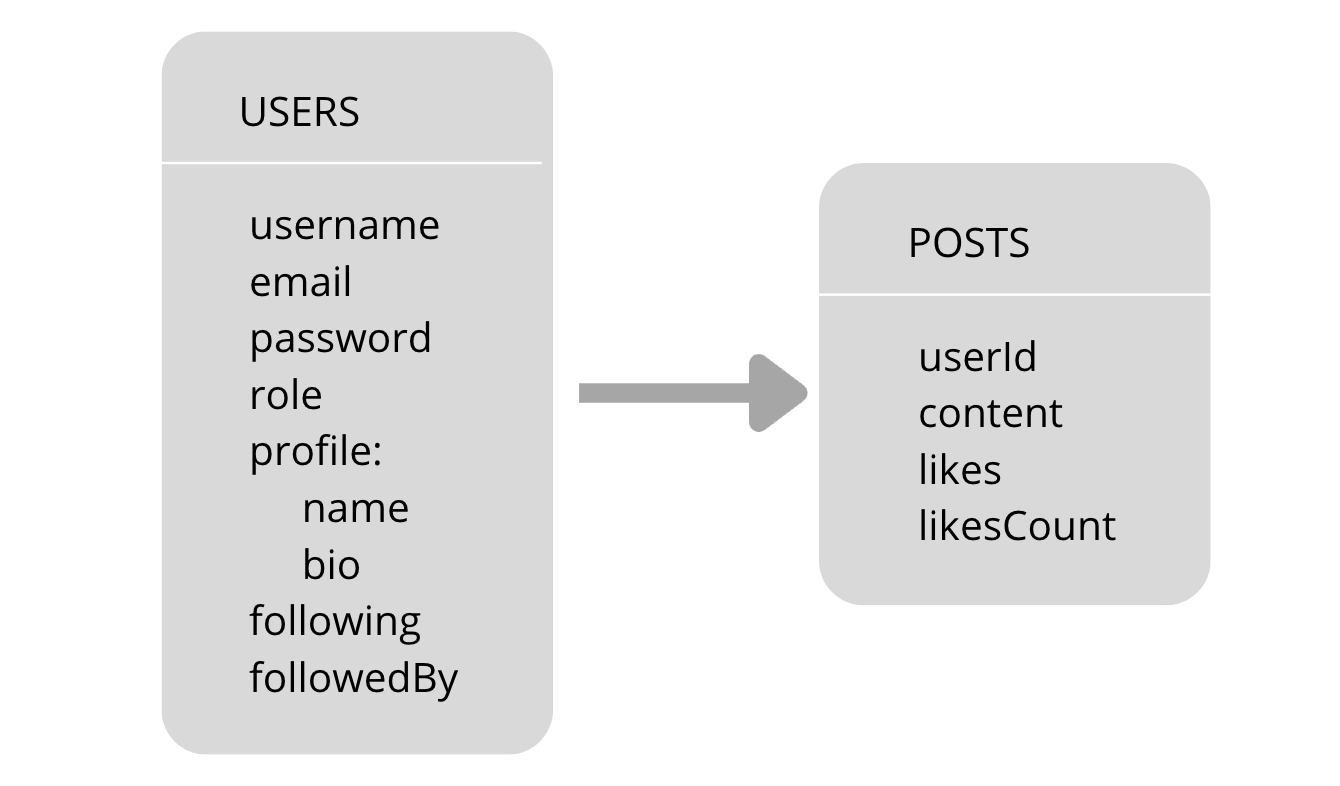 USERS
username
email
password
role
profile:
name
bio
following
followedBy
POSTS
userId
content
likes
likesCount